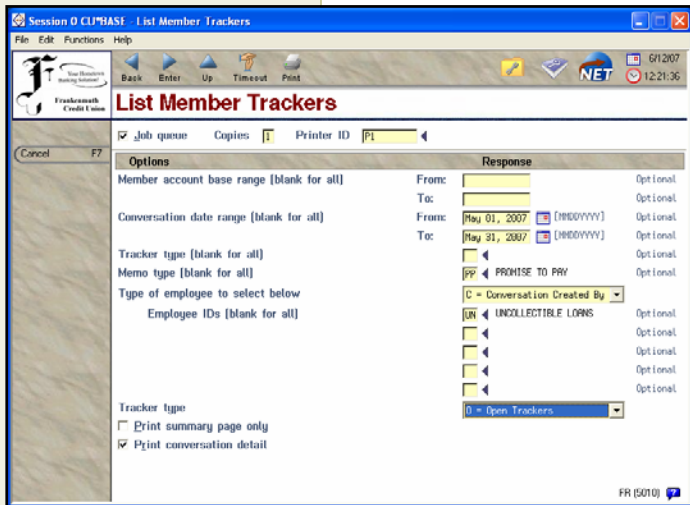 Session 0 CU*BASE - List Member Trackers
File Edit Functions Help
Your Hometown
Banking Solution!
Frankenmuth
Credit Union
Back Enter Up Timeout Print
NET
6/12/07
12:21:36
List Member Trackers
Job queue Copies 1 Printer ID P1
Cancel F7
Options Response
Member account base range [blank for all] From: Optional
To: Optional
Conversation date range [blank for all] From: May 01, 2007 [MMDDYYYY] Optional
To: May 31, 2007 [MMDDYYYY] Optional
Tracker type [blank for all] Optional
Memo type [blank for all] PP PROMISE TO PAY Optional
Type of employee to select below C = Conversation Created By
Employee IDs [blank for all] UN UNCOLLECTIBLE LOANS Optional
Optional
Optional
Optional
Optional
Tracker type O = Open Trackers
Print summary page only
Print conversation detail
FR (5010)